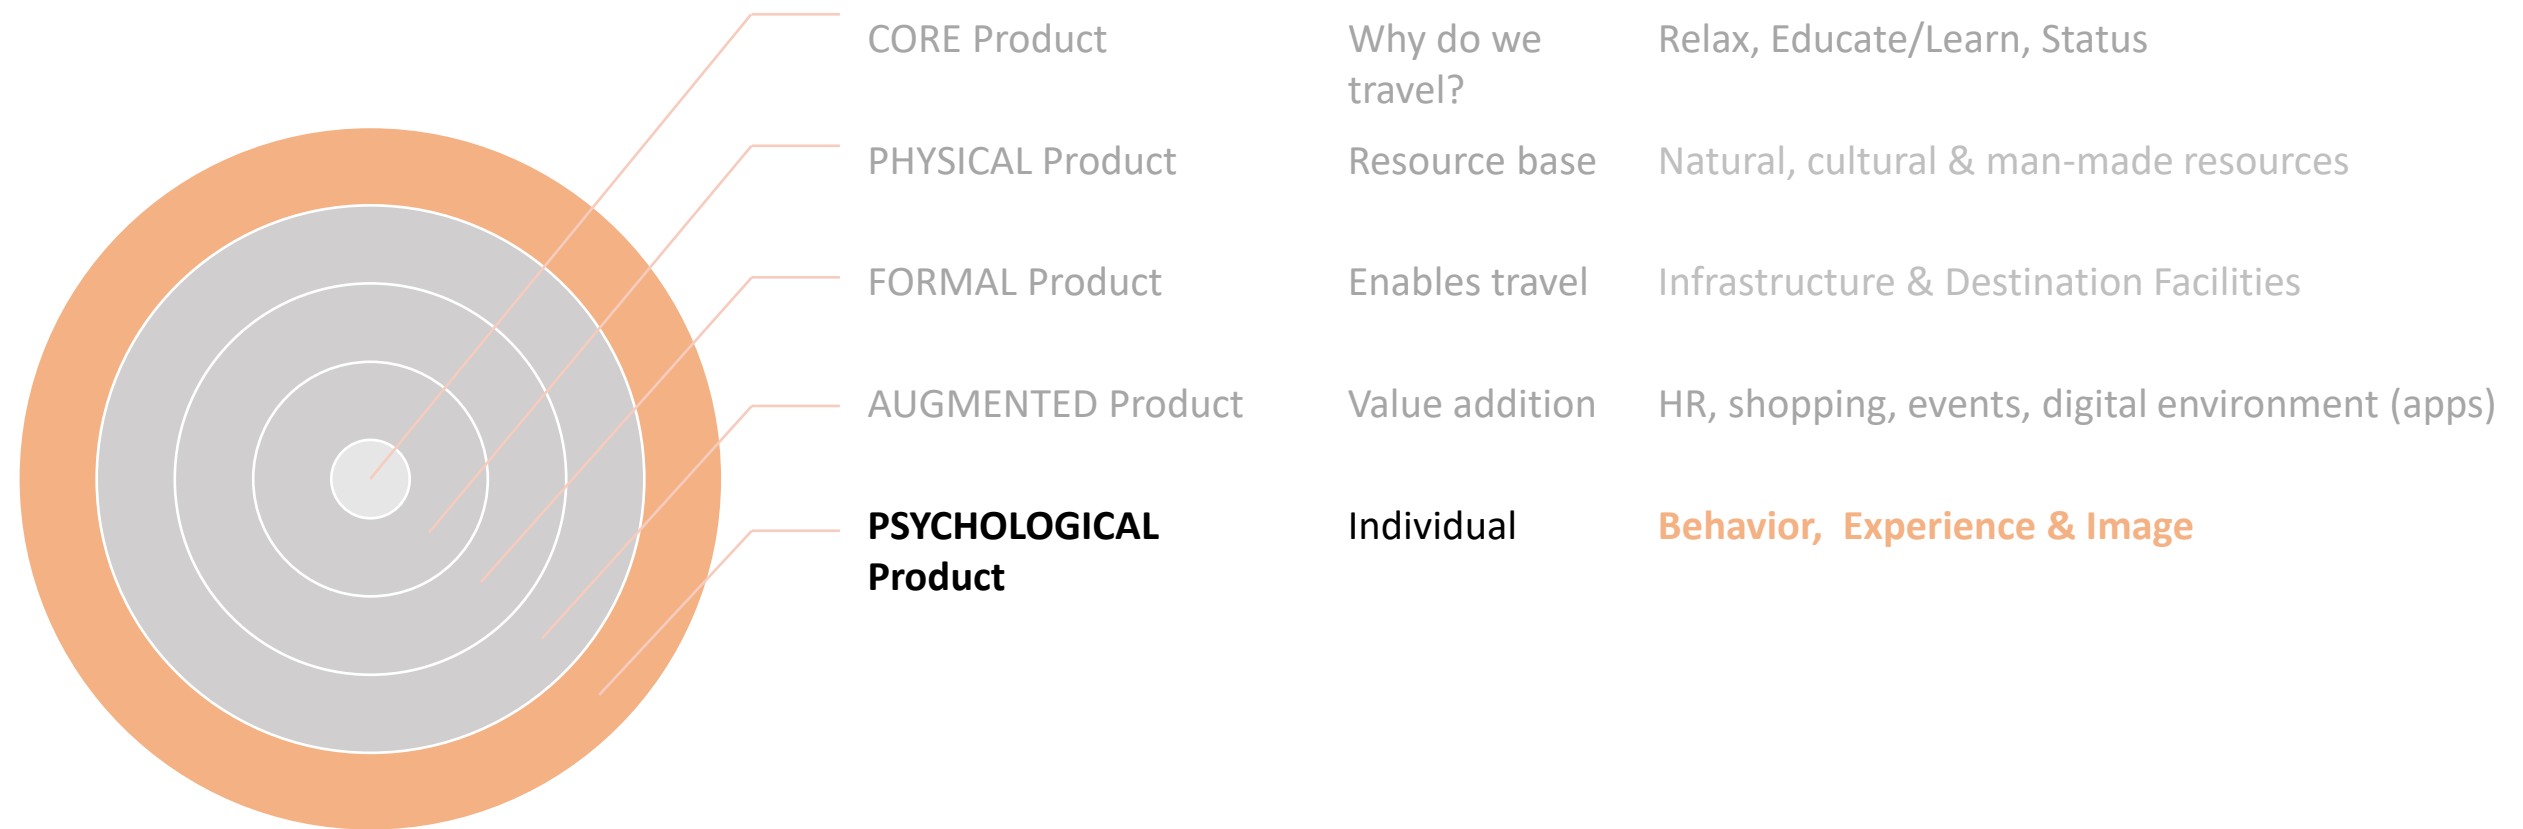 CORE Product Why do we Relax, Educate/Learn, Status
travel?
PHYSICAL Product Resource base Natural, cultural & man-made resources
FORMAL Product Enables travel Infrastructure & Destination Facilities
AUGMENTED Product Value addition HR, shopping, events, digital environment (apps)
PSYCHOLOGICAL Individual Behavior, Experience & Image
Product